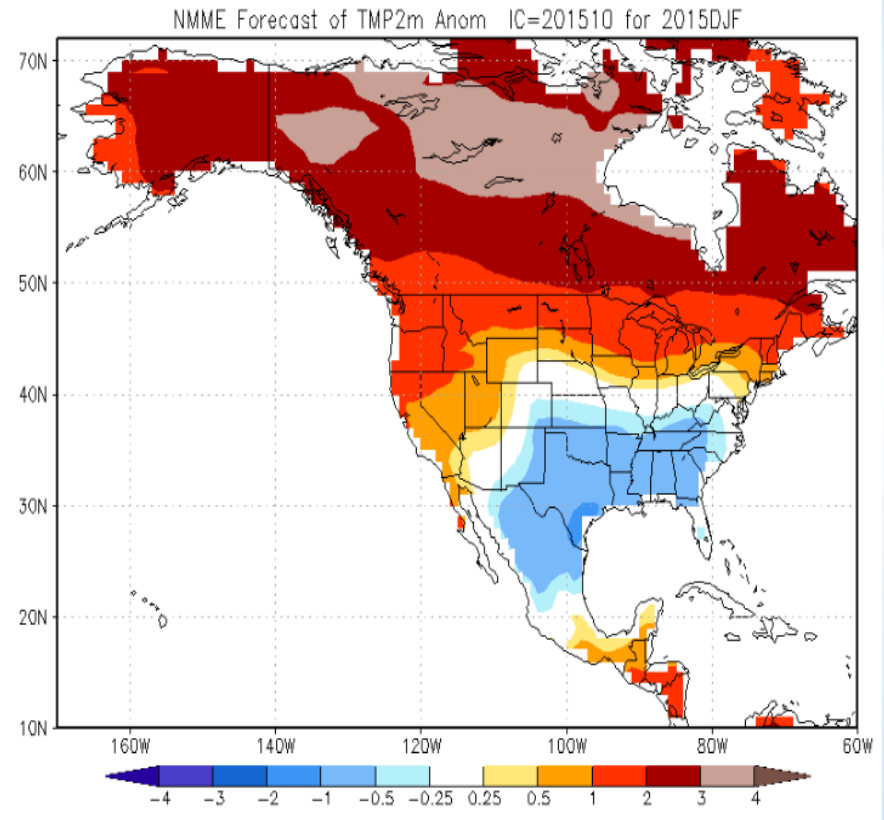 NMME Forecast of TMP2m Anom IC=201510 for 2015DJF
70N
60N
50N
40N
30N
20N
10N
160W 140W 120W 100W 80W 60W
-4 -3 -2 -1 -0.5 -0.25 0.25 0.5 1 2 3 4